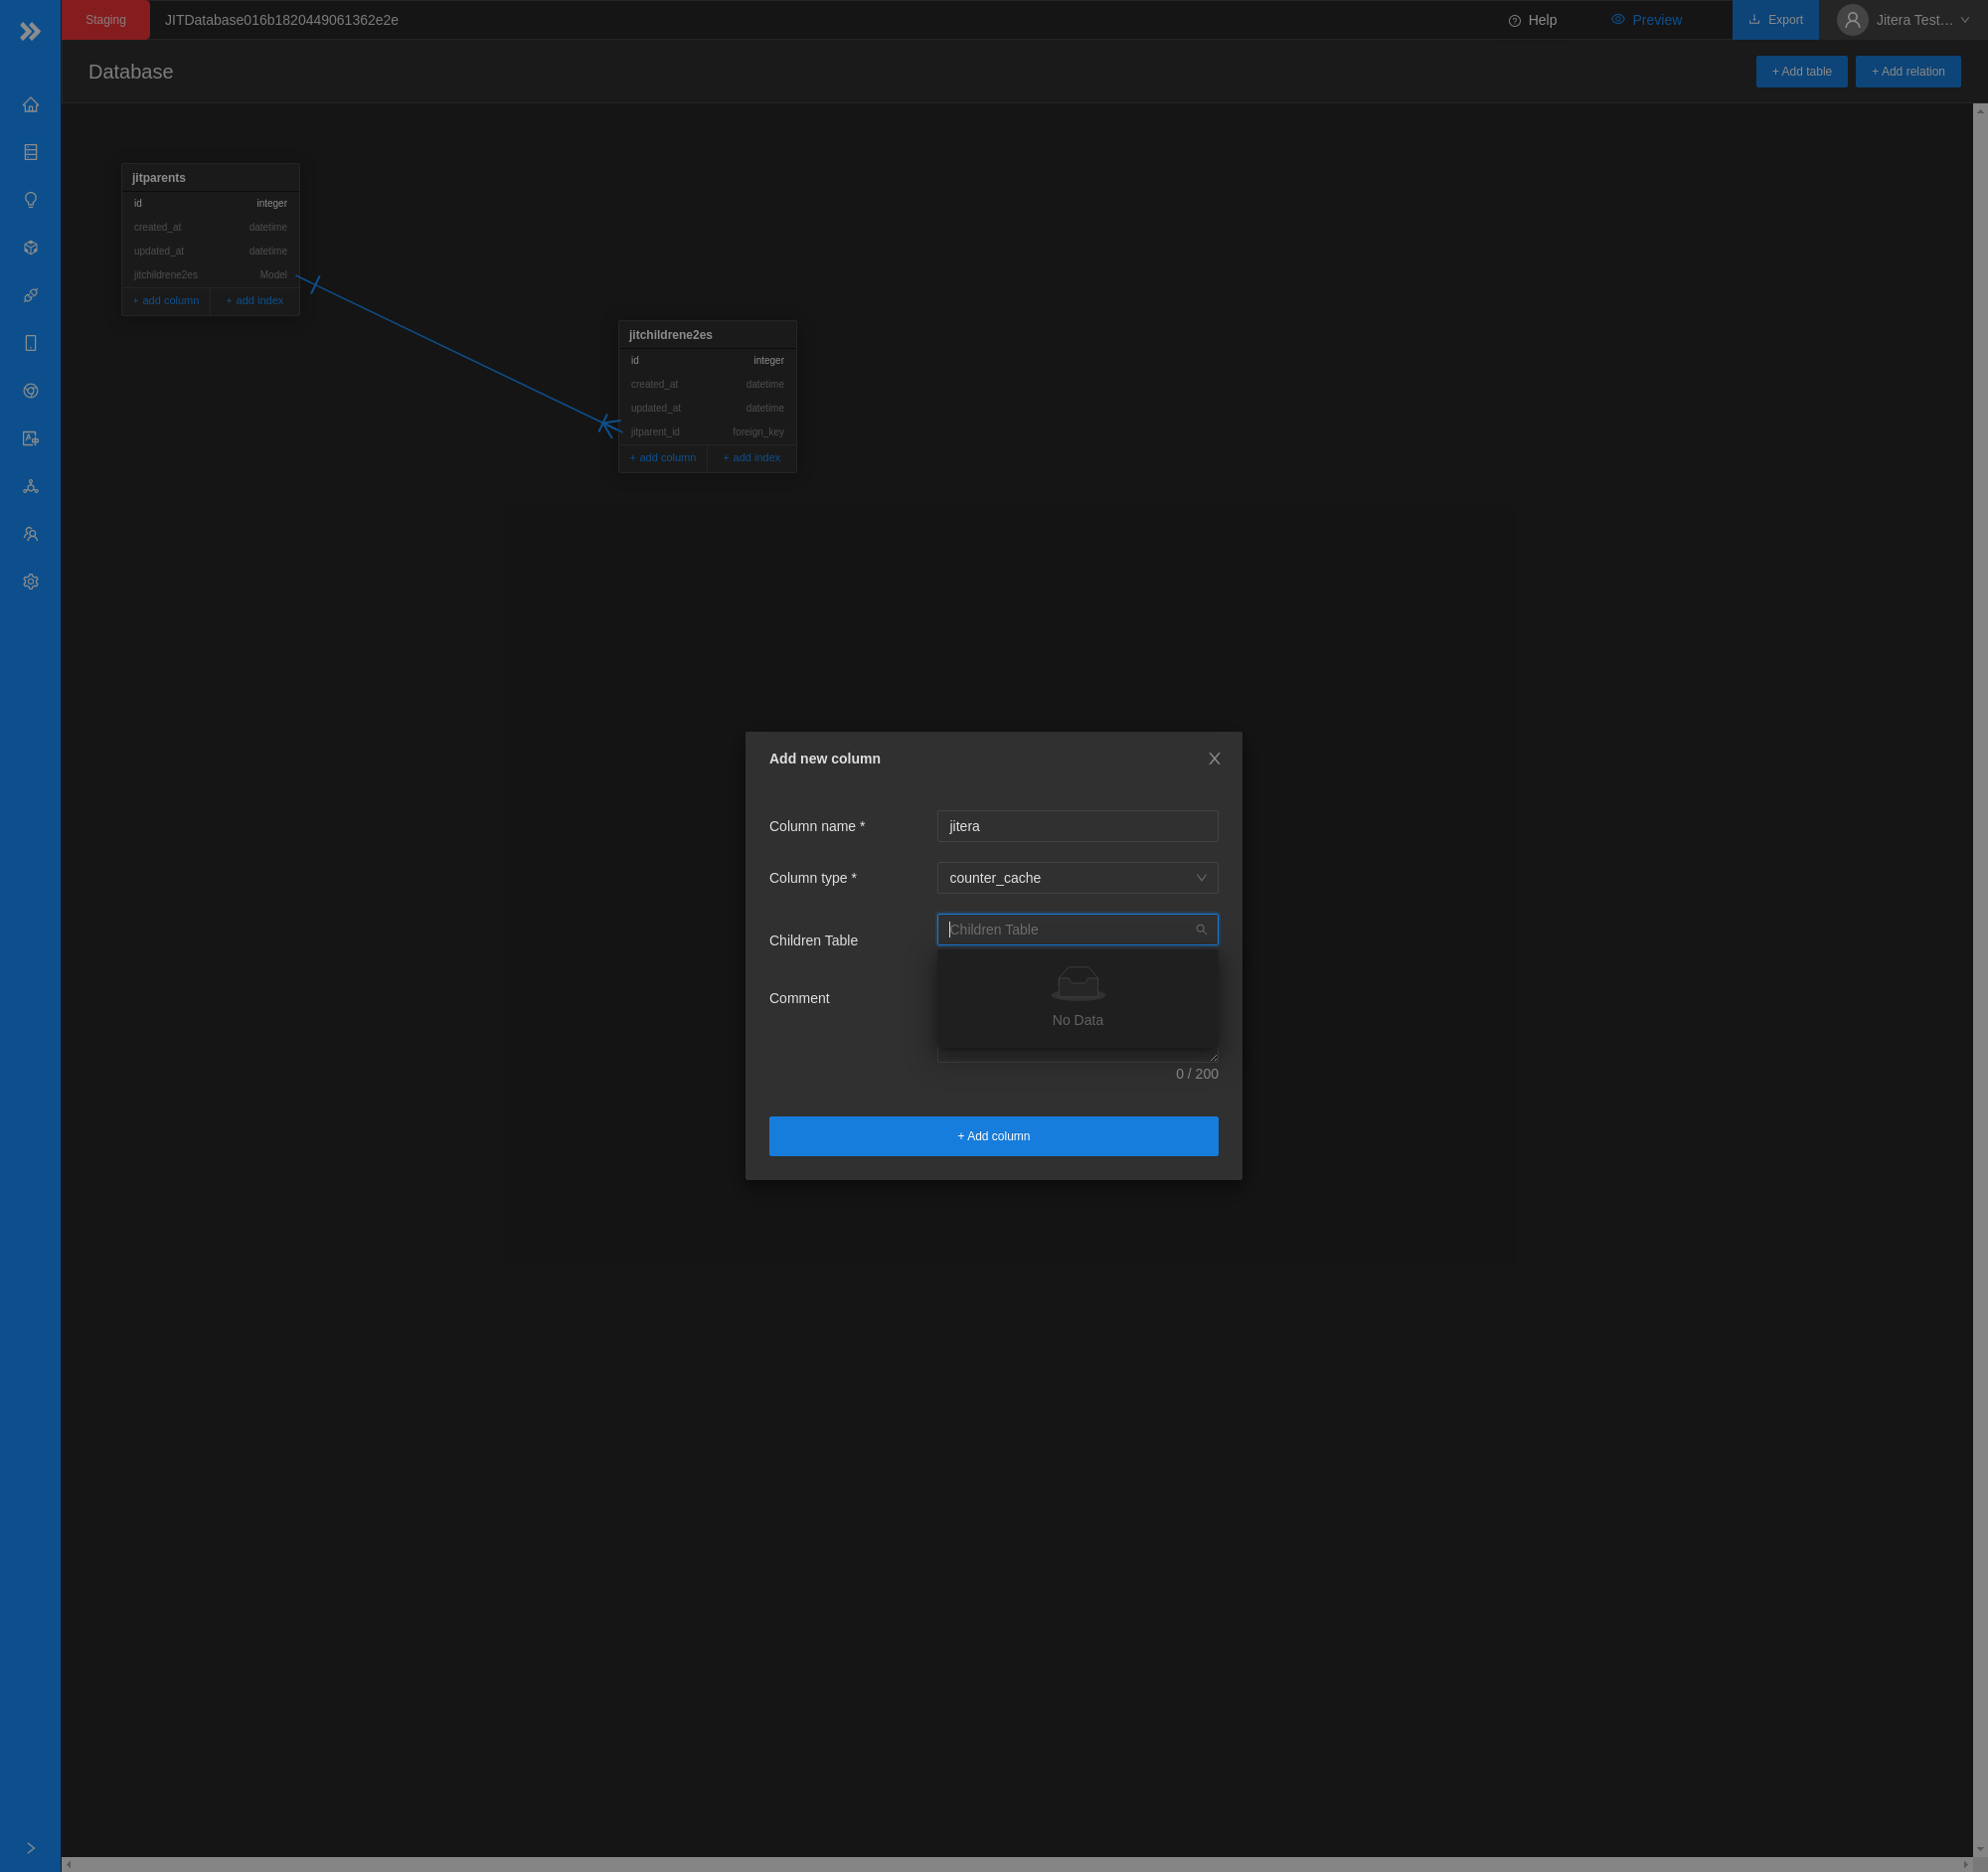 Staging
JITDatabase016b1820449061362e2e
Help
Preview
Export
Jitera Test...
Database
+ Add table
+ Add relation
jitparents
id integer
created_at datetime
updated_at datetime
jitchildrene2es Model
+ add column + add index
jitchildrene2es
id integer
created_at datetime
updated_at datetime
jitparent_id foreign_key
+ add column + add index
Add new column
Column name * jitera
Column type * counter_cache
Children Table Children Table
No Data
Comment
0 / 200
+ Add column